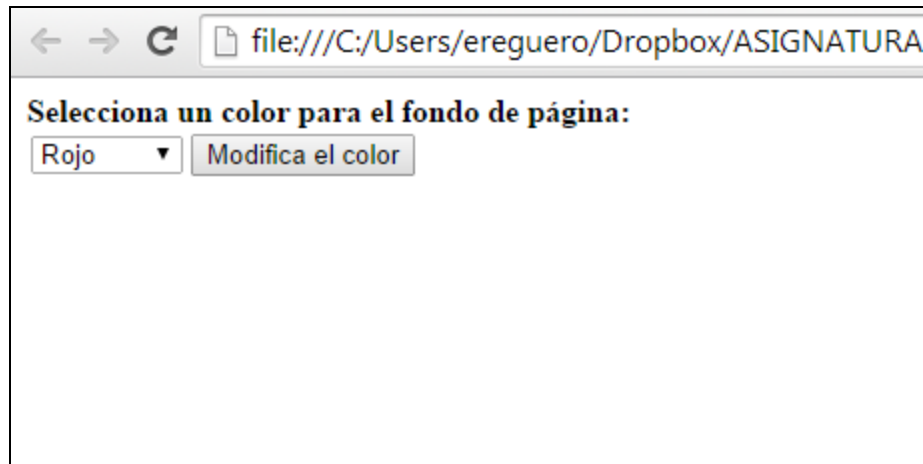 file:///C:/Users/ereguero/Dropbox/ASIGNATURA
Selecciona un color para el fondo de página:
Rojo Modifica el color